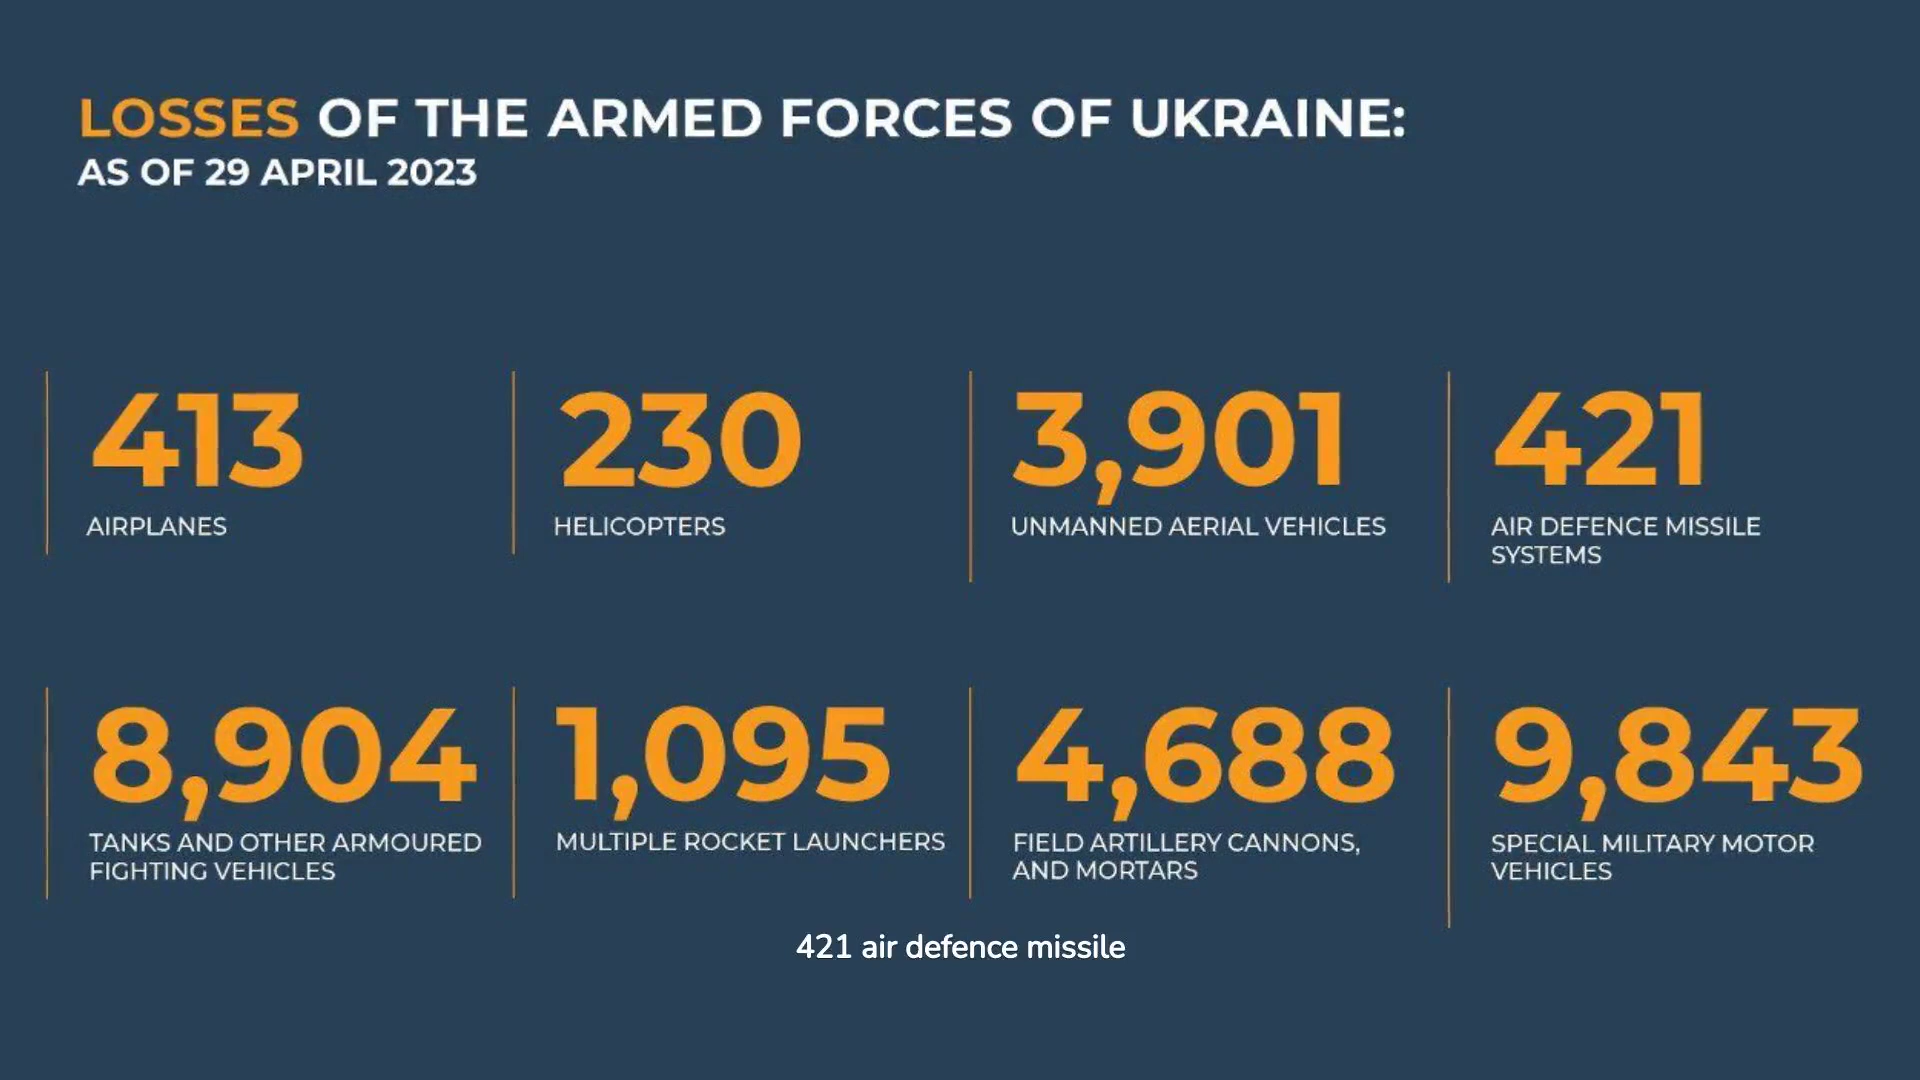 LOSSES OF THE ARMED FORCES OF UKRAINE:
AS OF 29 APRIL 2023
413
AIRPLANES
230
HELICOPTERS
3,901
UNMANNED AERIAL VEHICLES
421
AIR DEFENCE MISSILE
SYSTEMS
8,904
TANKS AND OTHER ARMOURED
FIGHTING VEHICLES
1,095
MULTIPLE ROCKET LAUNCHERS
4,688
FIELD ARTILLERY CANNONS,
AND MORTARS
9,843
SPECIAL MILITARY MOTOR
VEHICLES
421 air defence missile